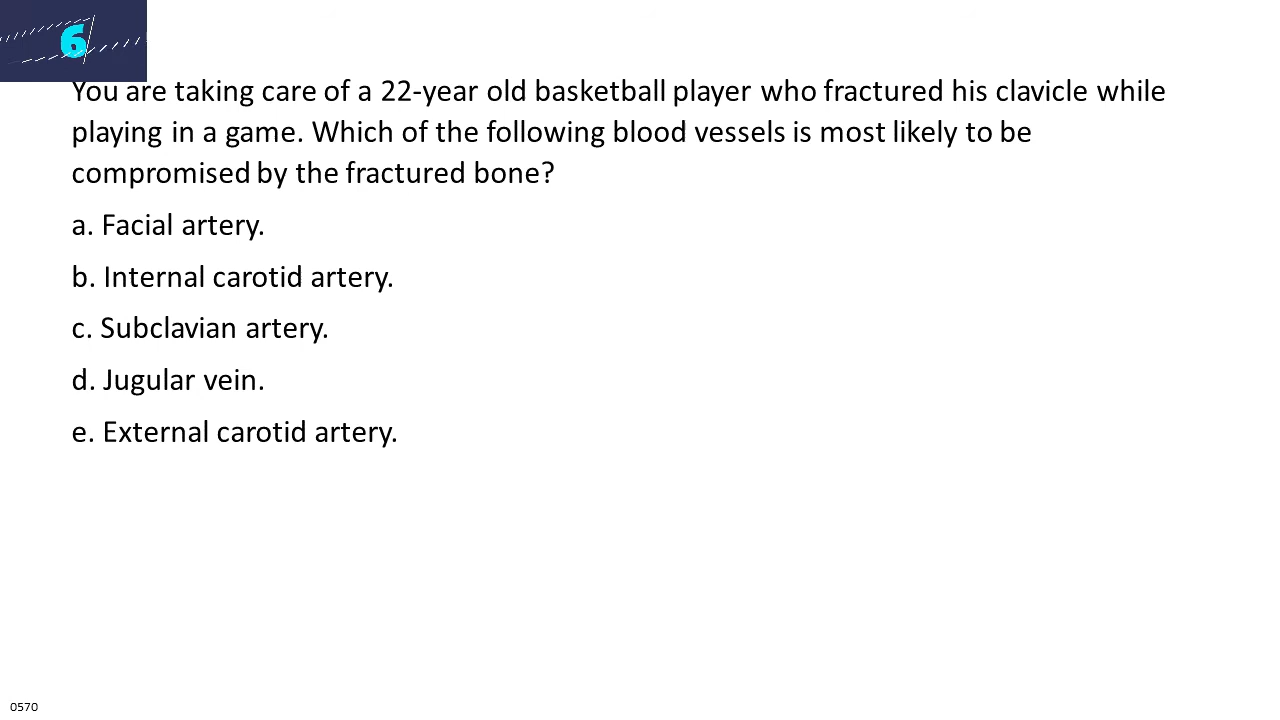 6
You are taking care of a 22-year old basketball player who fractured his clavicle while
playing in a game. Which of the following blood vessels is most likely to be
compromised by the fractured bone?
a. Facial artery.
b. Internal carotid artery.
c. Subclavian artery.
d. Jugular vein.
e. External carotid artery.
0570